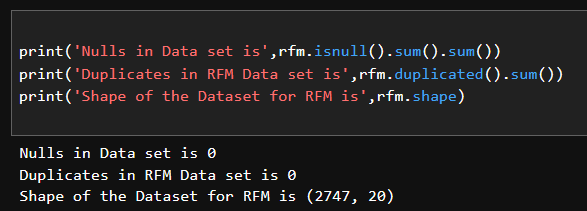 print('Nulls in Data set is',rfm.isnull().sum().sum())
print('Duplicates in RFM Data set is',rfm.duplicated().sum())
print('Shape of the Dataset for RFM is',rfm.shape)
Nulls in Data set is 0
Duplicates in RFM Data set is 0
Shape of the Dataset for RFM is (2747, 20)